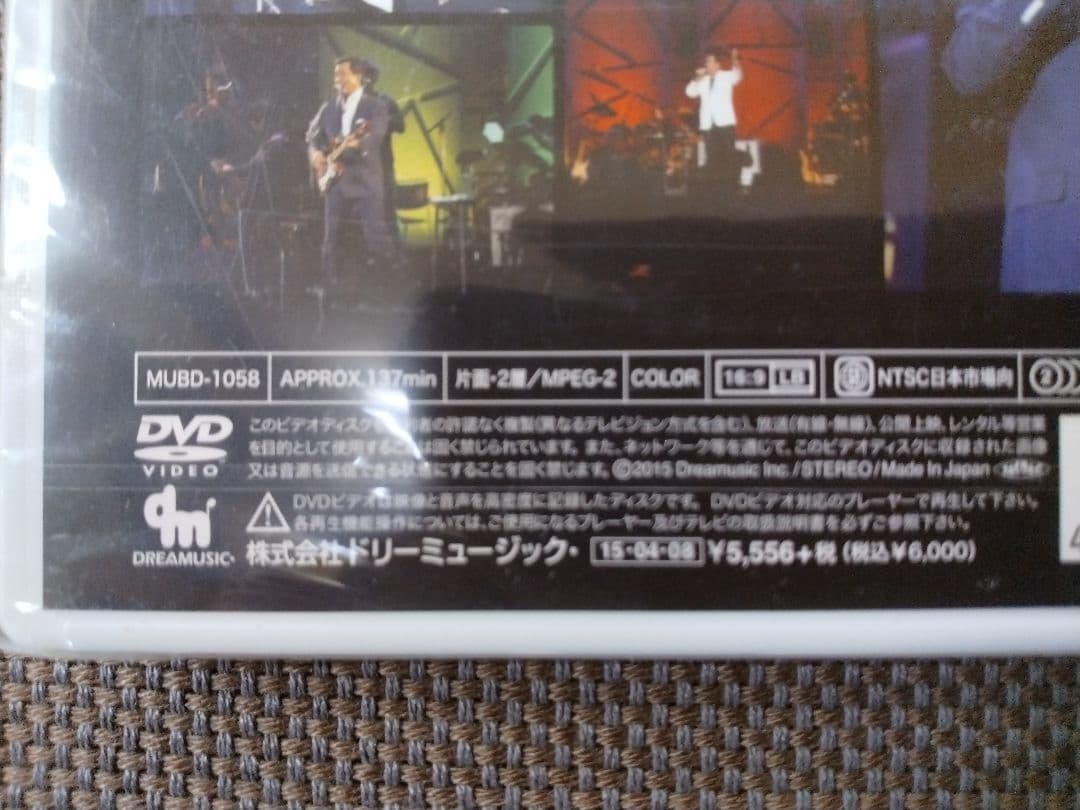 MUBD-1058 APPROX.137min 片面・2層/MPEG-2 COLOR 16:9 LB 2 NTSC日本市場向 2
DVD VIDEO
このビデオディスクを 者の許諾なく複製(異なるテレビジョン方式を含む)、放送(有線・無線)、公開上映、レンタル等営業
を目的として使用することは固く禁じられています。また、ネットワーク等を通じて、このビデオディスクに収録された画像
又は音源を送信できる状態にすることを固く禁じます。©2015 Dreamusic Inc./STEREO/Made In Japan
DVDビデオは映像と音声を高密度に記録したディスクです。DVDビデオ対応のプレーヤーで再生して下さい。
各再生機能操作については、ご使用になるプレーヤー及びテレビの取扱説明書を必ずご参照下さい。
dm
DREAMUSIC・ 株式会社ドリーミュージック・ 15・04・08 ¥5,556+税 (税込¥6,000)